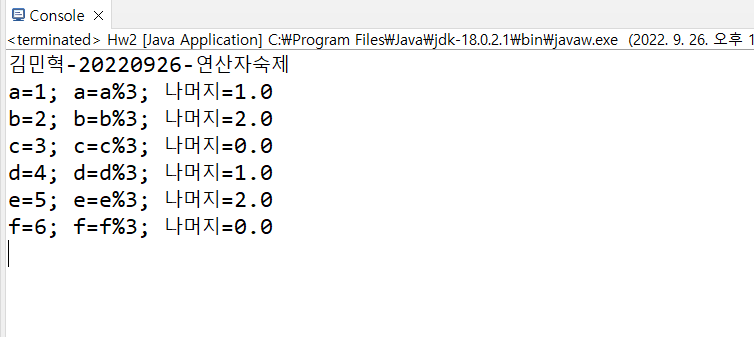 Console
<terminated> Hw2 [Java Application] C:₩Program Files₩Java₩jdk-18.0.2.1₩bin₩javaw.exe (2022. 9. 26. 오후 1
김민혁-20220926-연산자숙제
a=1; a=a%3; 나머지=1.0
b=2; b=b%3; 나머지=2.0
c=3; c=c%3; 나머지=0.0
d=4; d=d%3; 나머지=1.0
e=5; e=e%3; 나머지=2.0
f=6; f=f%3; 나머지=0.0